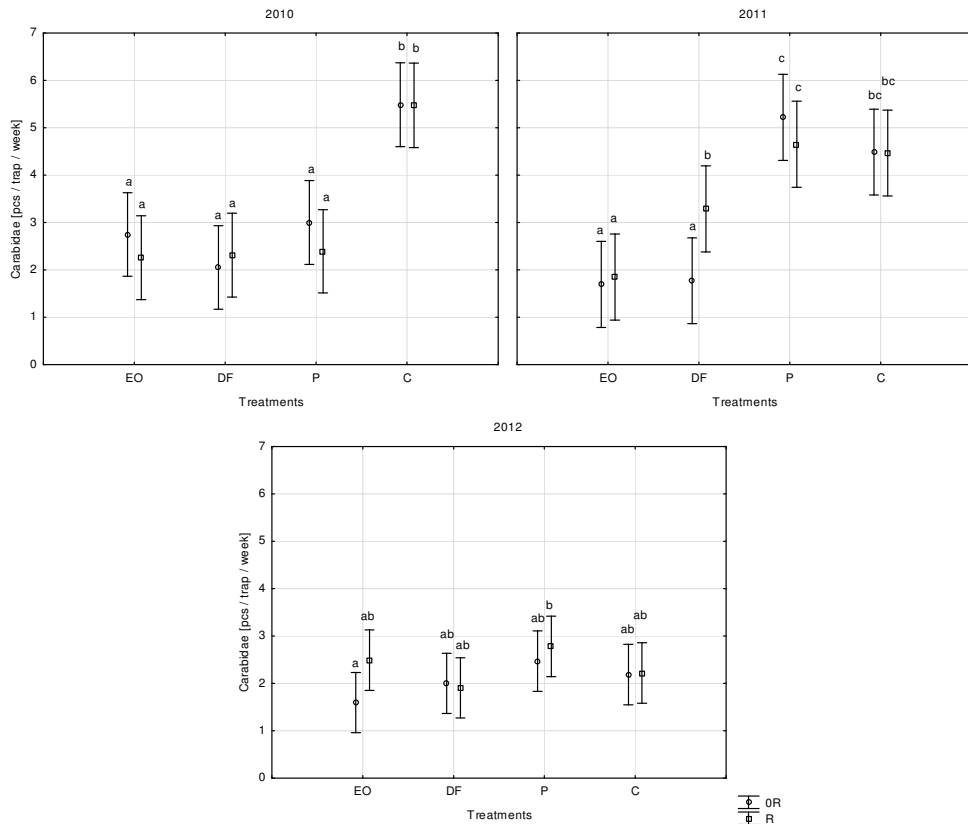 2010
7
6
5
4
3
2
1
0
Carabidae [pcs / trap / week]
a a a a a a b b
EO DF P C
Treatments
2011
a a a b c c bc bc
EO DF P C
Treatments
2012
7
6
5
4
3
2
1
0
Carabidae [pcs / trap / week]
a ab ab ab ab b ab ab
EO DF P C
Treatments
0R
R